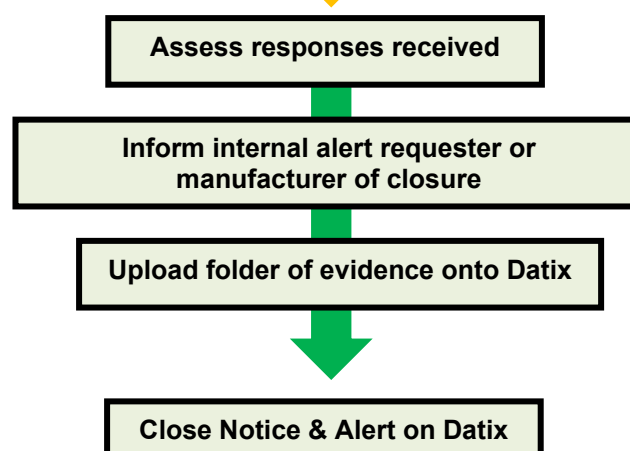 Assess responses received
Inform internal alert requester or
manufacturer of closure
Upload folder of evidence onto Datix
Close Notice & Alert on Datix